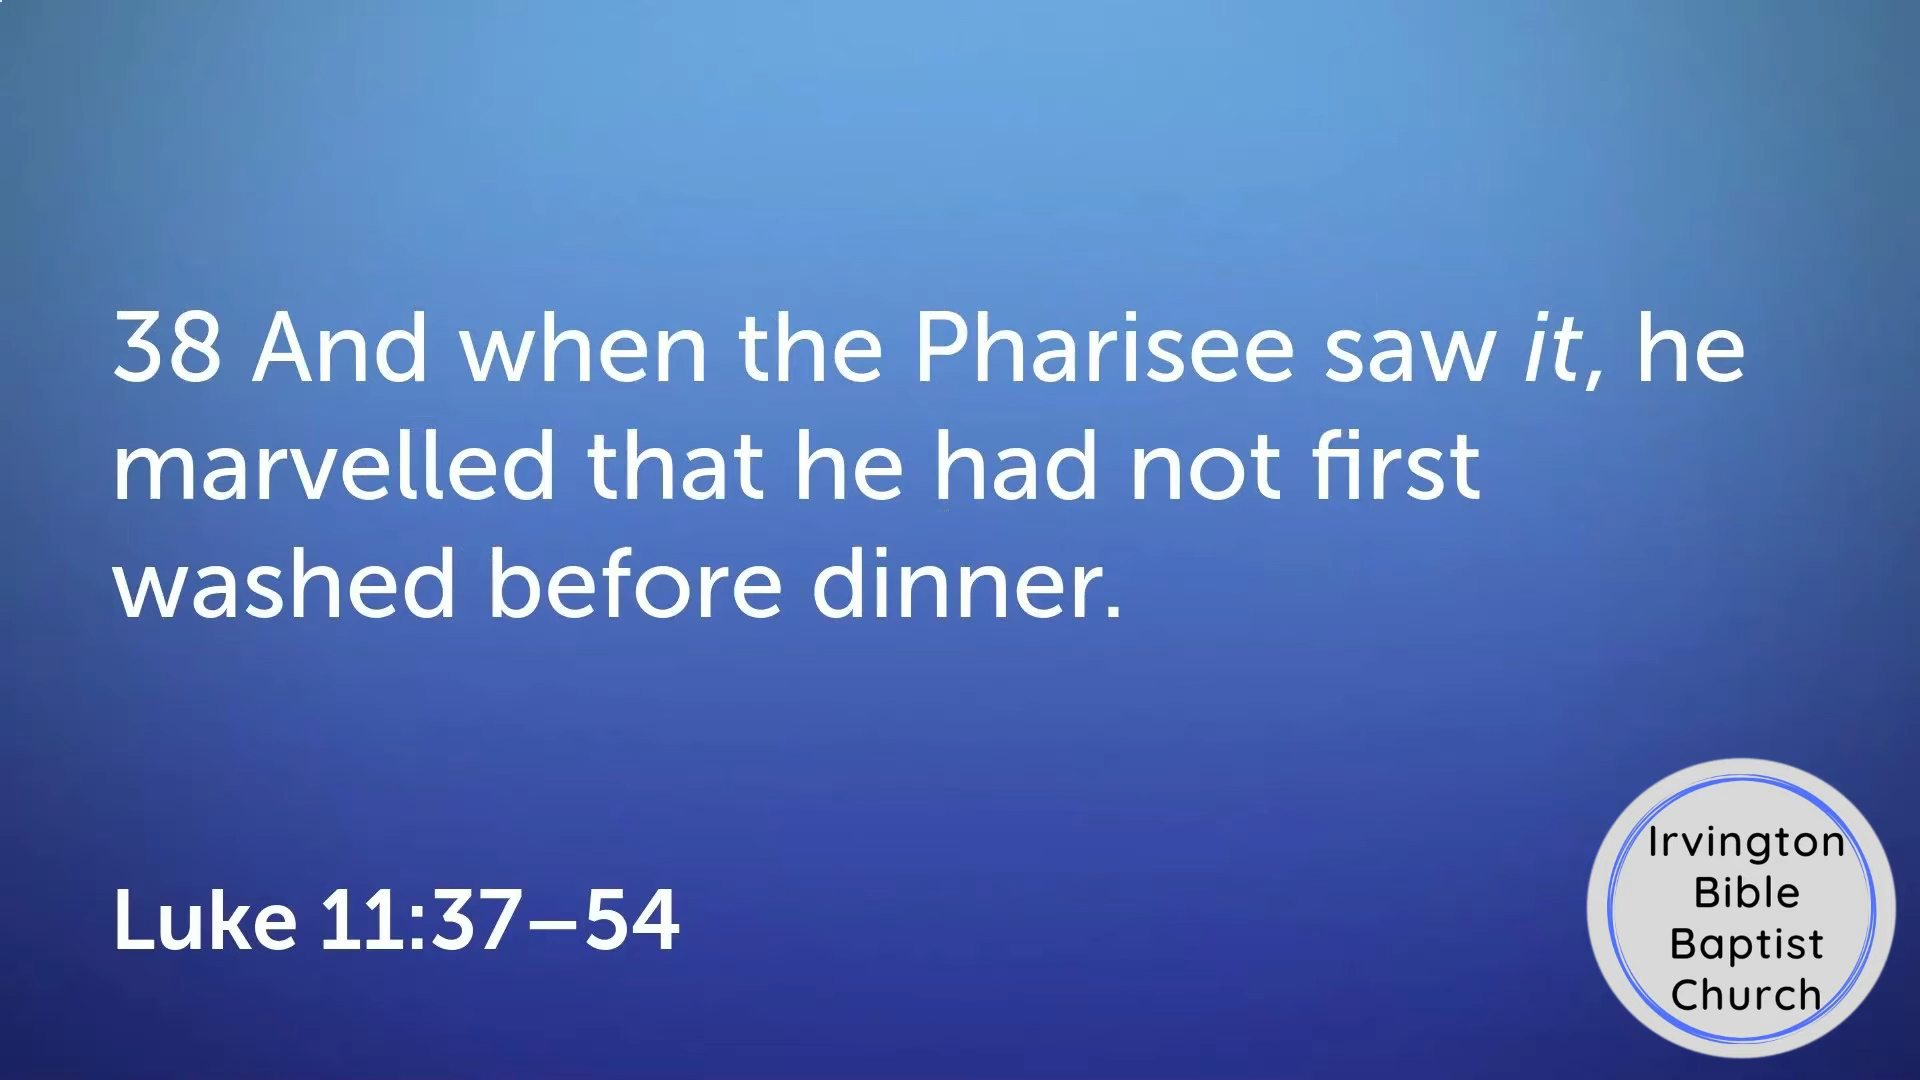 38 And when the Pharisee saw it, he
marvelled that he had not first
washed before dinner.
Luke 11:37–54
Irvington
Bible
Baptist
Church